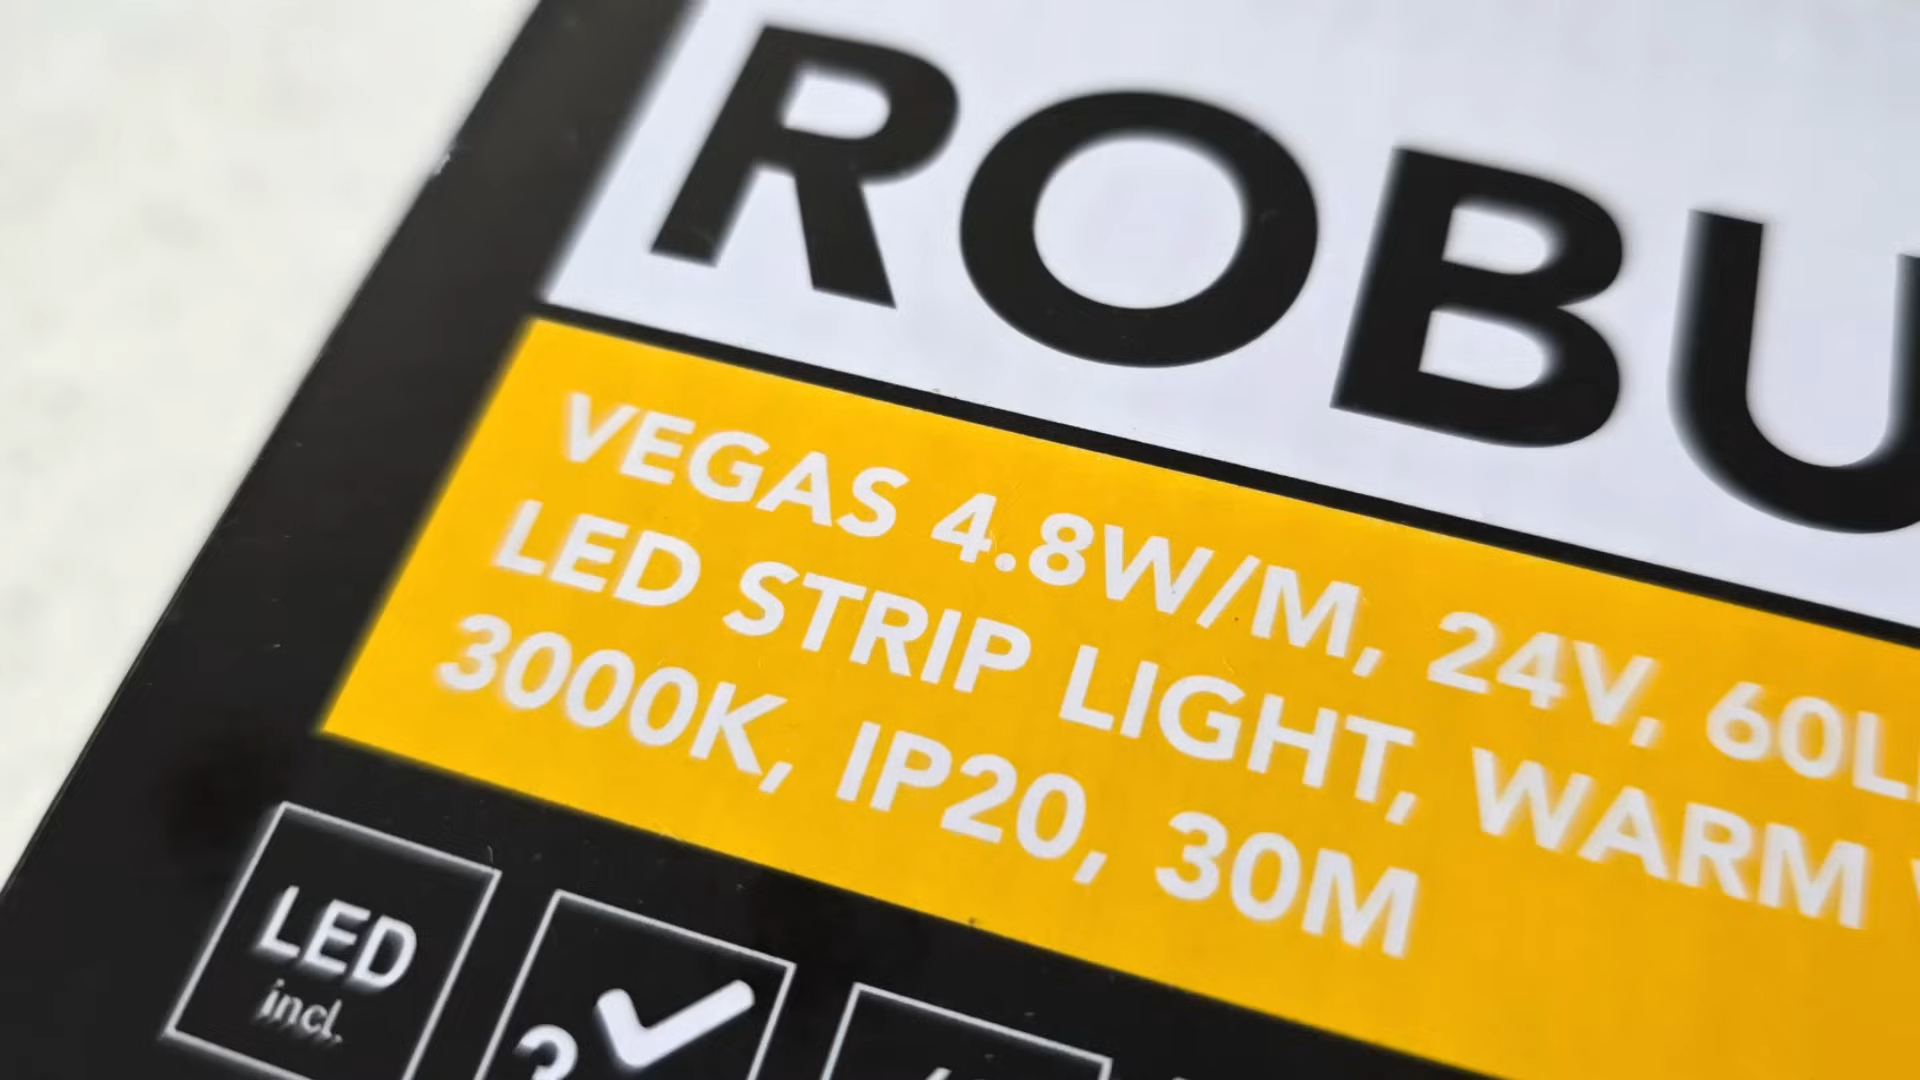 ROBU
VEGAS 4.8W/M, 24V, 60L
LED STRIP LIGHT, WARM
3000K, IP20, 30M
LED
incl.